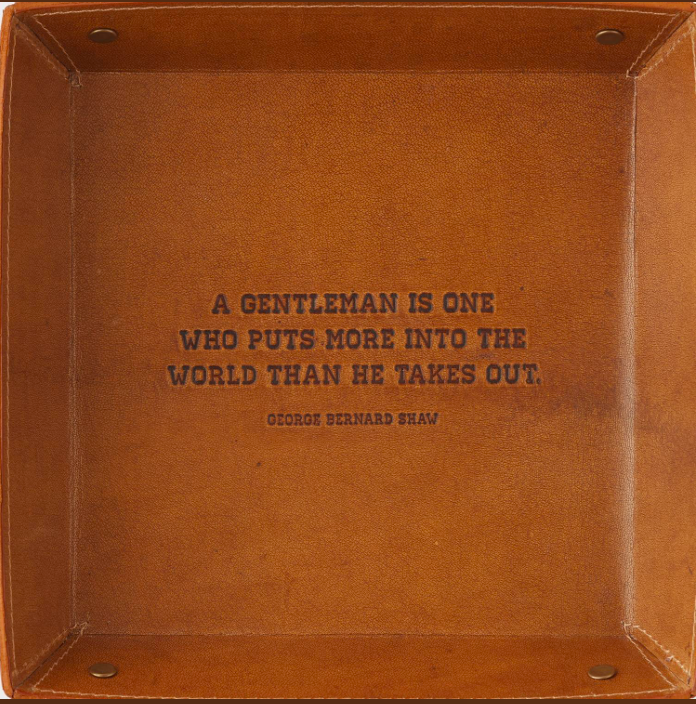 A GENTLEMAN IS ONE
WHO PUTS MORE INTO THE
WORLD THAN HE TAKES OUT.
GEORGE BERNARD SHAW